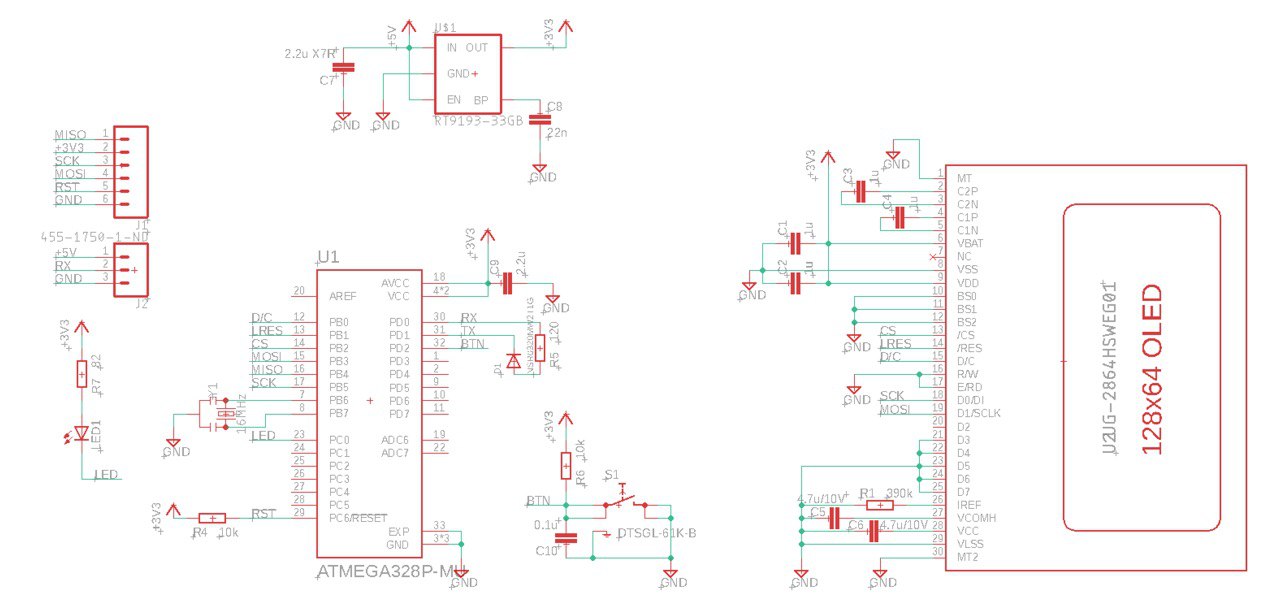 +5V
U$1
+3V3
2.2u X7R
C7
IN OUT
GND
EN BP
RT9193-33GB
C8
22n
GND
GND
GND
MISO 1
+3V3 2
SCK 3
MOSI 4
RST 5
GND 6
J1
455-1750-1-ND
+5V 1
RX 2
GND 3
J2
+3V3
R7 82
LED1
LED
U1
20 AREF
D/C 12 PB0
LRES 13 PB1
CS 14 PB2
MOSI 15 PB3
MISO 16 PB4
SCK 17 PB5
7 PB6
8 PB7
LED 23 PC0
24 PC1
25 PC2
26 PC3
27 PC4
28 PC5
RST 29 PC6/RESET
Y1
16MHz
GND
+3V3
R4 10k
AVCC 18
VCC 4*2
PD0 30 RX
PD1 31 TX
PD2 32 BTN
PD3 1
PD4 2
PD5 9
PD6 10
PD7 11
ADC6 19
ADC7 22
EXP 33
GND 3*3
ATMEGA328P-MU
GND
+3V3
C9 2.2u
GND
D1
R5 120
+3V3
R6 10k
BTN
S1
0.1u
C10
DTSGL-61K-B
GND
+3V3
GND
C3 1u
C4 1u
C1 1u
C2 1u
GND
1 MT
2 C2P
3 C2N
4 C1P
5 C1N
6 VBAT
7 NC
8 VSS
9 VDD
10 BS0
11 BS1
12 BS2
CS 13 /CS
LRES 14 /RES
D/C 15 D/C
16 R/W
17 E/RD
SCK 18 D0/DI
MOSI 19 D1/SCLK
20 D2
21 D3
22 D4
23 D5
24 D6
25 D7
26 IREF
27 VCOMH
28 VCC
29 VLSS
30 MT2
GND
GND
4.7u/10V
R1 390k
C5
C6 4.7u/10V
GND
GND
U2
UG-2864HSWEG01
128x64 OLED